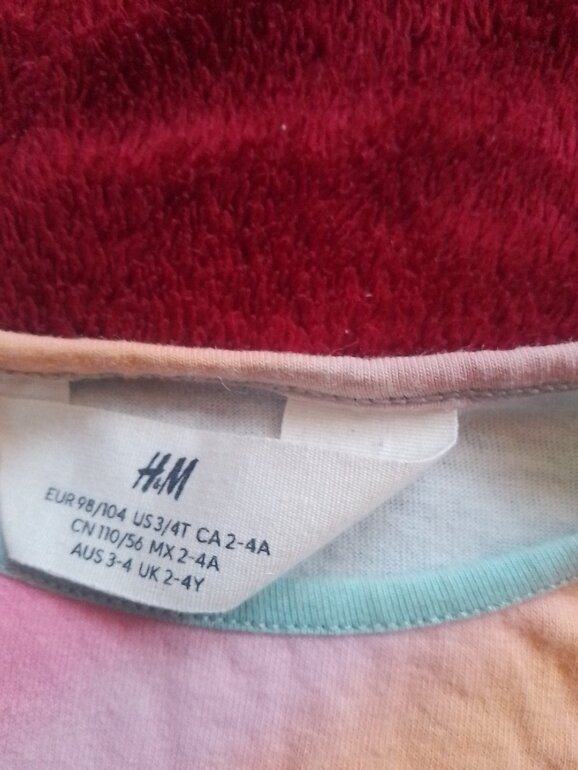 H&M
EUR 98/104 US 3/4T CA 2-4A
CN 110/56 MX 2-4A
AUS 3-4 UK 2-4Y